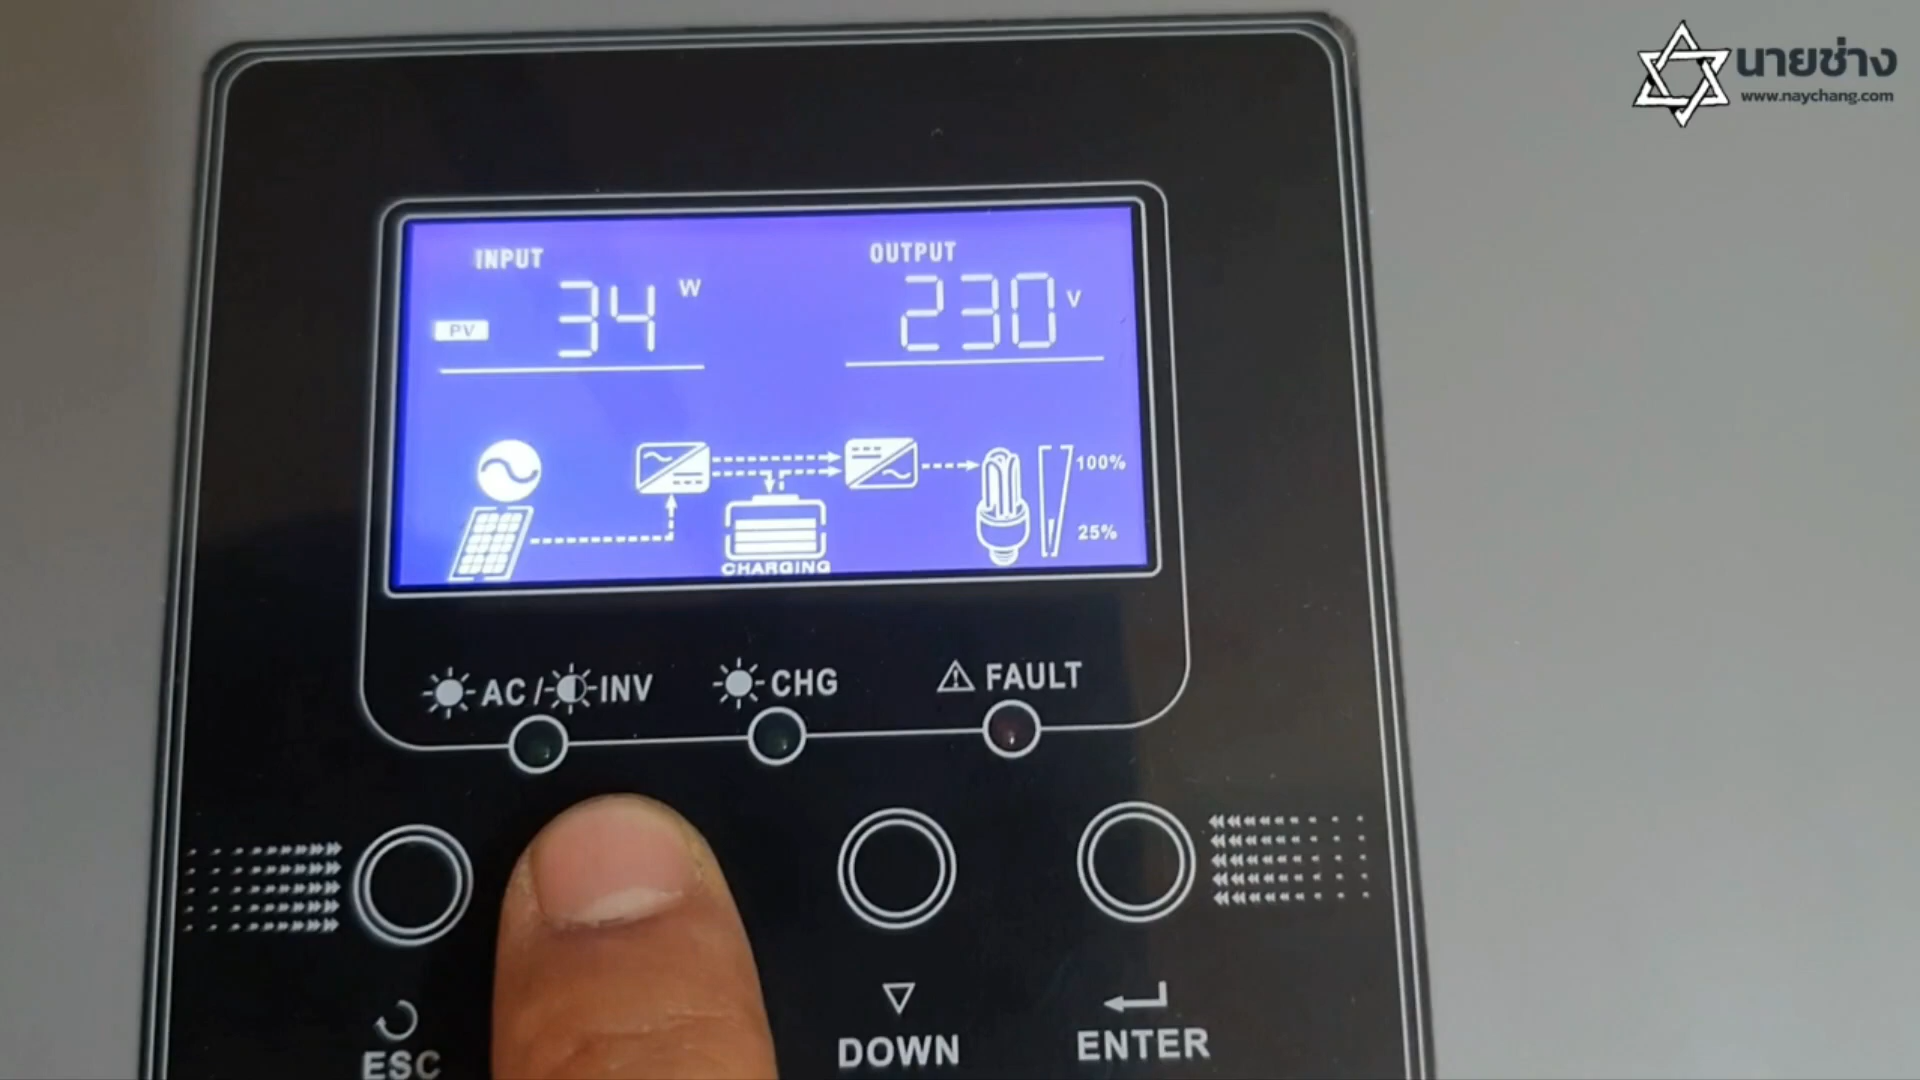 นายช่าง
www.naychang.com
INPUT
OUTPUT
PV 34 W
230 V
100%
25%
CHARGING
AC / INV
CHG
FAULT
ESC
DOWN
ENTER